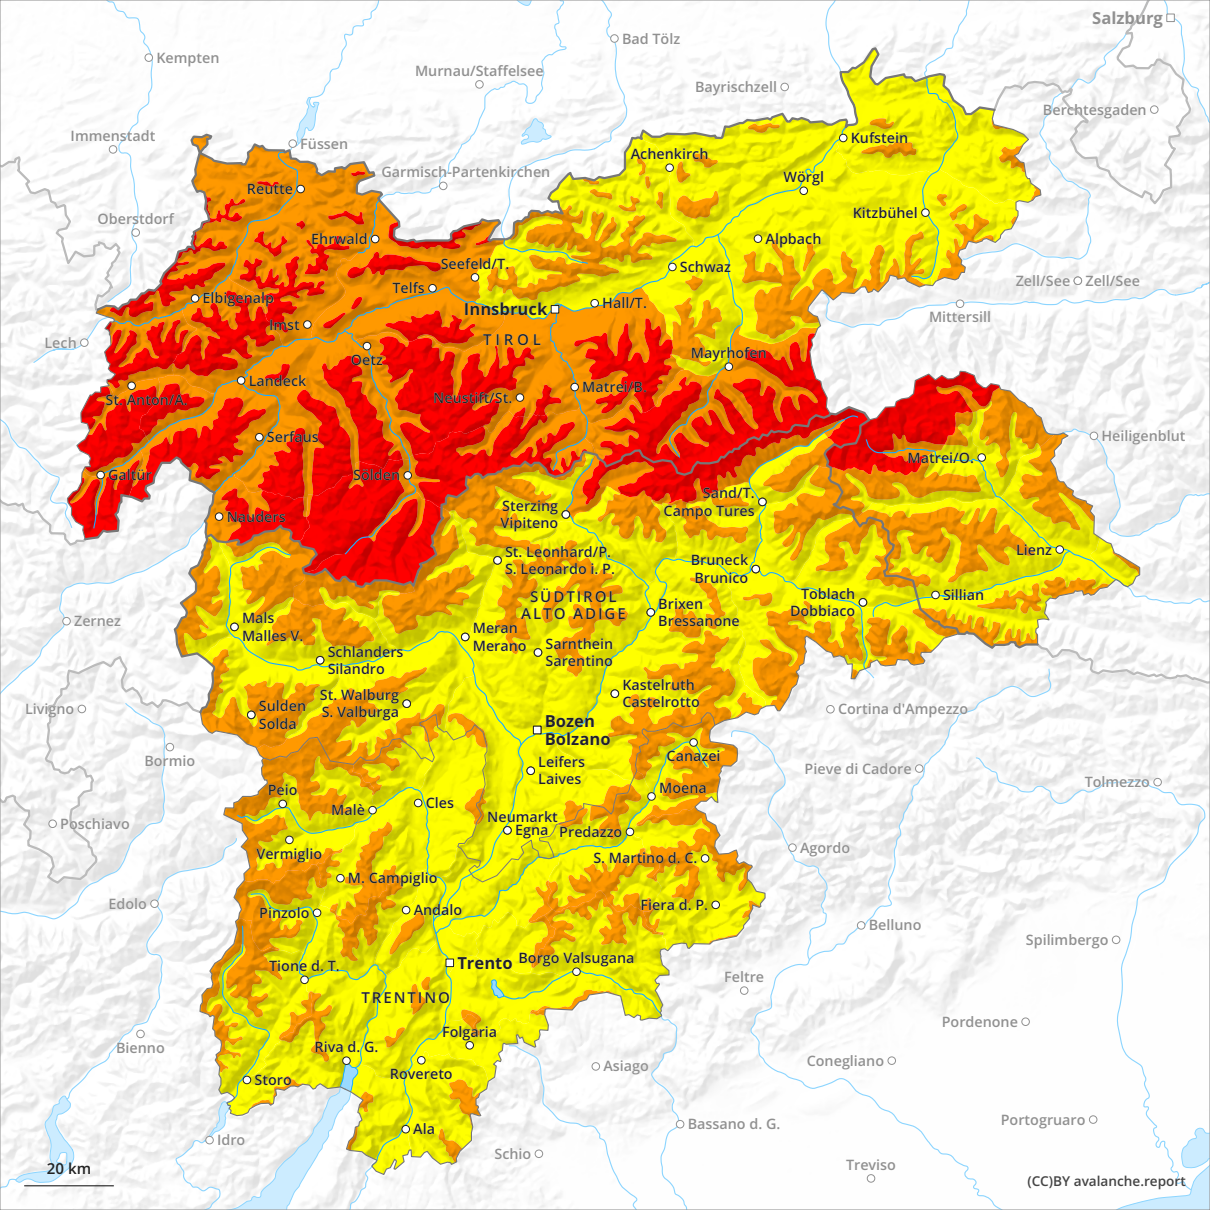 Salzburg
Bad Tölz
Kempten
Murnau/Staffelsee
Bayrischzell
Berchtesgaden
Immenstadt
Füssen
Kufstein
Achenkirch
Garmisch-Partenkirchen
Wörgl
Reutte
Oberstdorf
Kitzbühel
Ehrwald
Alpbach
Seefeld/T.
Schwaz
Zell/See
Zell/See
Telfs
Elbigenalp
Hall/T.
Innsbruck
Mittersill
Imst
TIROL
Lech
Mayrhofen
Oetz
Landeck
Matrei/B.
St. Anton/A.
Neustift/St.
Serfaus
Heiligenblut
Matrei/O.
Galtür
Sölden
Sand/T.
Campo Tures
Sterzing
Vipiteno
Nauders
St. Leonhard/P.
S. Leonardo i. P.
Lienz
Bruneck
Brunico
SÜDTIROL
ALTO ADIGE
Toblach
Dobbiaco
Sillian
Brixen
Bressanone
Zernez
Mals
Malles V.
Meran
Merano
Sarnthein
Sarentino
Schlanders
Silandro
Kastelruth
Castelrotto
St. Walburg
S. Valburga
Sulden
Solda
Livigno
Cortina d'Ampezzo
Bozen
Bolzano
Canazei
Bormio
Leifers
Laives
Pieve di Cadore
Tolmezzo
Peio
Moena
Cles
Malè
Neumarkt
Egna
Predazzo
Poschiavo
Vermiglio
Agordo
S. Martino d. C.
M. Campiglio
Edolo
Pinzolo
Andalo
Fiera d. P.
Belluno
Spilimbergo
Borgo Valsugana
Trento
Tione d. T.
Feltre
TRENTINO
Pordenone
Folgaria
Bienno
Riva d. G.
Conegliano
Asiago
Rovereto
Storo
Portogruaro
Bassano d. G.
Ala
Idro
Schio
Treviso
20 km
(CC)BY avalanche.report